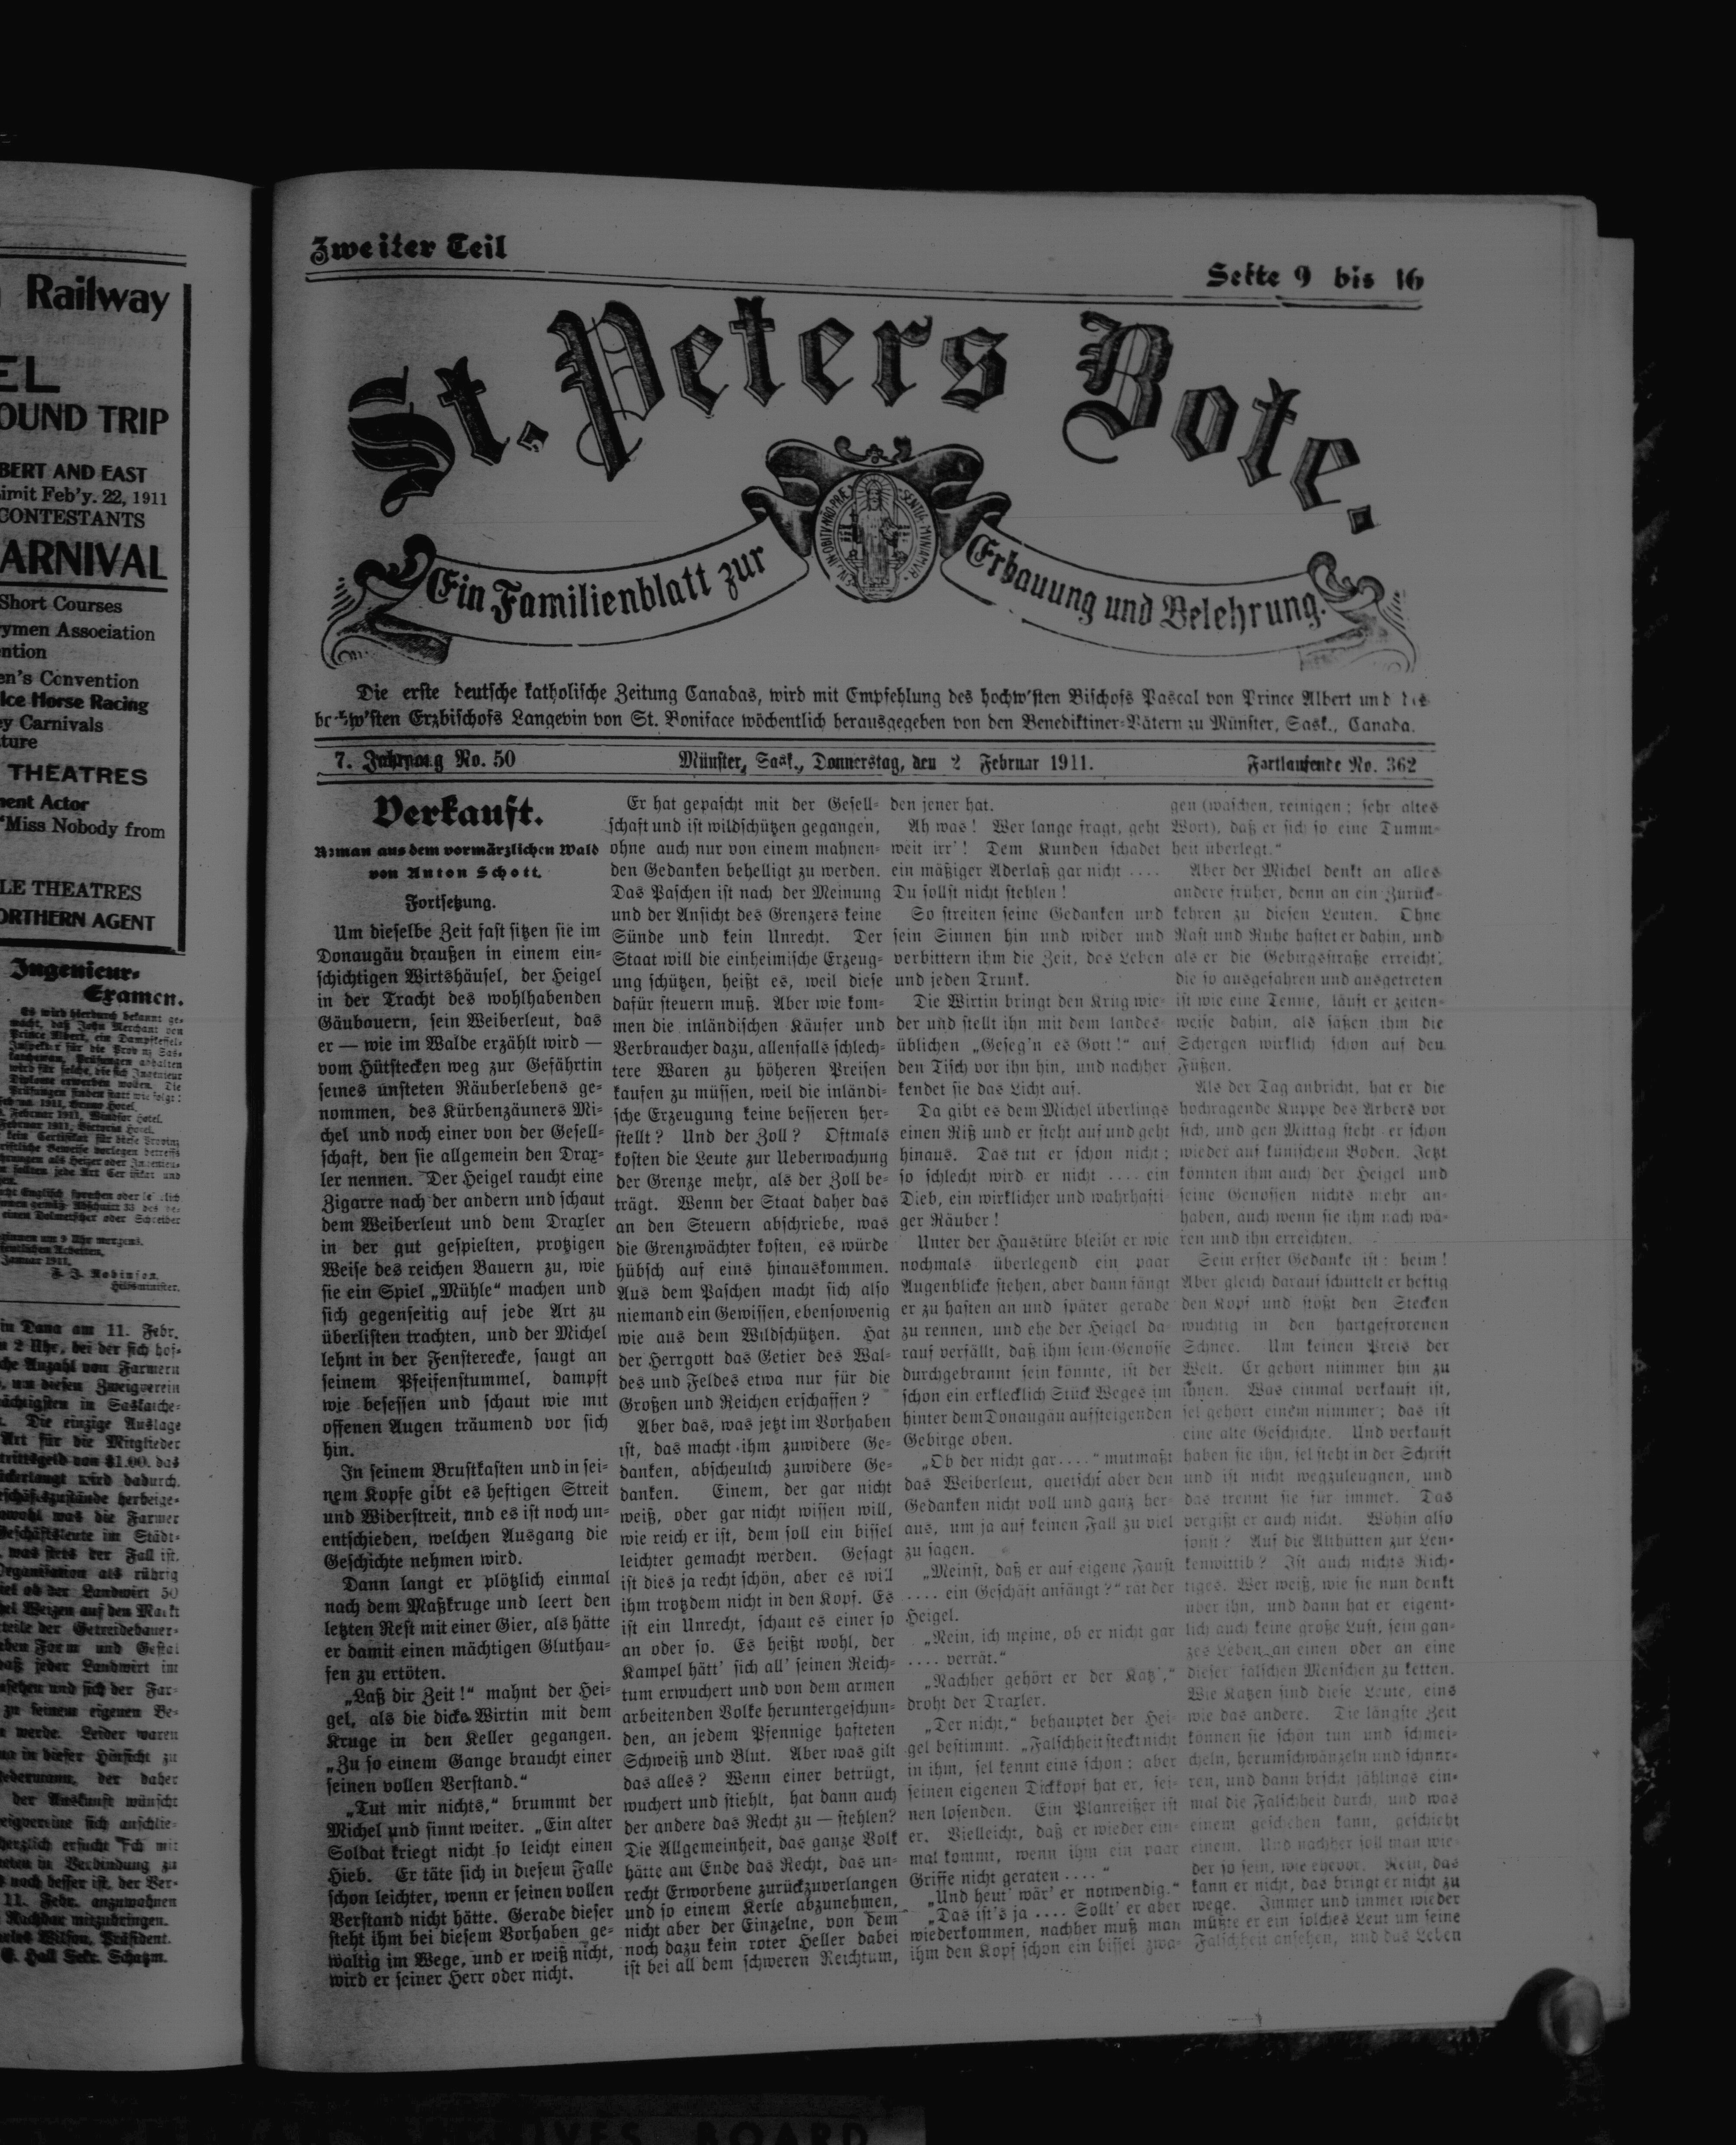 Railway
EL
OUND TRIP
BERT AND EAST
imit Feb'y. 22, 1911
CONTESTANTS
ARNIVAL
Short Courses
ymen Association
ntion
en's Convention
Ice Horse Racing
ey Carnivals
ture
THEATRES
nent Actor
"Miss Nobody from
LE THEATRES
ORTHERN AGENT
Ingenieur-
Examen.
Zweiter Teil
Seite 9 bis 16
St. Peters Bote.
Ein Familienblatt zur Erbauung und Belehrung.
Die erste deutsche katholische Zeitung Canadas, wird mit Empfehlung des hochw'sten Bischofs Pascal von Prince Albert und des
hochw'sten Erzbischofs Langevin von St. Boniface wöchentlich herausgegeben von den Benediktiner-Vätern zu Münster, Sask., Canada.
7. Jahrgang No. 50 Münster, Sask., Donnerstag, den 2 Februar 1911. Fortlaufende No. 362
Verkauft.
Roman aus dem vormärzlichen Wald
von Anton Schott.
Fortsetzung.
Um dieselbe Zeit fast sitzen sie im
Donaugäu draußen in einem ein-
schichtigen Wirtshäusel, der Heigel
in der Tracht des wohlhabenden
Gäubauern, sein Weiberleut, das
er — wie im Walde erzählt wird —
vom Hütstecken weg zur Gefährtin
seines unsteten Räuberlebens ge-
nommen, des Kürbenzäuners Mi-
chel und noch einer von der Gesell-
schaft, den sie allgemein den Drax-
ler nennen. Der Heigel raucht eine
Zigarre nach der andern und schaut
dem Weiberleut und dem Draxler
in der gut gespielten, protzigen
Weise des reichen Bauern zu, wie
sie ein Spiel „Mühle" machen und
sich gegenseitig auf jede Art zu
überlisten trachten, und der Michel
lehnt in der Fensterecke, saugt an
seinem Pfeifenstummel, dampft
wie besessen und schaut wie mit
offenen Augen träumend vor sich
hin.
In seinem Brustkasten und in sei-
nem Kopfe gibt es heftigen Streit
und Widerstreit, und es ist noch un-
entschieden, welchen Ausgang die
Geschichte nehmen wird.
Dann langt er plötzlich einmal
nach dem Maßkruge und leert den
letzten Rest mit einer Gier, als hätte
er damit einen mächtigen Gluthau-
fen zu ertöten.
„Laß dir Zeit!" mahnt der Hei-
gel, als die dicke Wirtin mit dem
Kruge in den Keller gegangen.
„Zu so einem Gange braucht einer
seinen vollen Verstand."
„Tut mir nichts," brummt der
Michel und sinnt weiter. „Ein alter
Soldat kriegt nicht so leicht einen
Hieb. Er täte sich in diesem Falle
schon leichter, wenn er seinen vollen
Verstand nicht hätte. Gerade dieser
steht ihm bei diesem Vorhaben ge-
waltig im Wege, und er weiß nicht,
wird er seiner Herr oder nicht.
Er hat gepascht mit der Gesell-
schaft und ist wildschützen gegangen,
ohne auch nur von einem mahnen-
den Gedanken behelligt zu werden.
Das Paschen ist nach der Meinung
und der Ansicht des Grenzers keine
Sünde und kein Unrecht. Der
Staat will die einheimische Erzeug-
ung schützen, heißt es, weil diese
dafür steuern muß. Aber wie kom-
men die inländischen Käufer und
Verbraucher dazu, allenfalls schlech-
tere Waren zu höheren Preisen
kaufen zu müssen, weil die inländi-
sche Erzeugung keine besseren her-
stellt? Und der Zoll? Oftmals
kosten die Leute zur Ueberwachung
der Grenze mehr, als der Zoll be-
trägt. Wenn der Staat daher das
an den Steuern abschriebe, was
die Grenzwächter kosten, es würde
hübsch auf eins hinauskommen.
Aus dem Paschen macht sich also
niemand ein Gewissen, ebensowenig
wie aus dem Wildschützen. Hat
der Herrgott das Getier des Wal-
des und Feldes etwa nur für die
Großen und Reichen erschaffen?
Aber das, was jetzt im Vorhaben
ist, das macht ihm zuwidere Ge-
danken, abscheulich zuwidere Ge-
danken. Einem, der gar nicht
weiß, oder gar nicht wissen will,
wie reich er ist, dem soll ein bissel
leichter gemacht werden. Gesagt
ist dies ja recht schön, aber es will
ihm trotzdem nicht in den Kopf. Es
ist ein Unrecht, schaut es einer so
an oder so. Es heißt wohl, der
Kampel hätt' sich all' seinen Reich-
tum erwuchert und von dem armen
arbeitenden Volke heruntergeschun-
den, an jedem Pfennige hafteten
Schweiß und Blut. Aber was gilt
das alles? Wenn einer betrügt,
wuchert und stiehlt, hat dann auch
der andere das Recht zu — stehlen?
Die Allgemeinheit, das ganze Volk
hätte am Ende das Recht, das un-
recht Erworbene zurückzuverlangen
und so einem Kerle abzunehmen,
nicht aber der Einzelne, von dem
noch dazu kein roter Heller dabei
ist bei all dem schweren Reichtum,
den jener hat.
Ah was! Wer lange fragt, geht
weit irr'! Dem Kunden schadet
ein mäßiger Aderlaß gar nicht ....
Du sollst nicht stehlen!
So streiten seine Gedanken und
sein Sinnen hin und wider und
verbittern ihm die Zeit, das Leben
und jeden Trunk.
Die Wirtin bringt den Krug wie-
der und stellt ihn mit dem landes-
üblichen „Geseg'n es Gott!" auf
den Tisch vor ihn hin, und nachher
kendet sie das Licht auf.
Da gibt es dem Michel überlings
einen Riß und er steht auf und geht
hinaus. Das tut er schon nicht;
so schlecht wird er nicht .... ein
Dieb, ein wirklicher und wahrhafti-
ger Räuber!
Unter der Haustüre bleibt er wie
nochmals überlegend ein paar
Augenblicke stehen, aber dann fängt
er zu hasten an und später gerade
zu rennen, und ehe der Heigel da-
rauf verfällt, daß ihm sein Genosse
durchgebrannt sein könnte, ist der
schon ein erklecklich Stück Weges im
hinter dem Donaugäu aufsteigenden
Gebirge oben.
„Ob der nicht gar...." mutmaßt
das Weiberleut, quetscht aber den
Gedanken nicht voll und ganz her-
aus, um ja auf keinen Fall zu viel
zu sagen.
„Meinst, daß er auf eigene Faust
.... ein Geschäft anfängt?" rät der
Heigel.
„Nein, ich meine, ob er nicht gar
.... verrät."
„Nachher gehört er der Katz',"
droht der Draxler.
„Der nicht," behauptet der Hei-
gel bestimmt. „Falschheit steckt nicht
in ihm, sel kennt eins schon; aber
seinen eigenen Dickkopf hat er, sei-
nen losenden. Ein Planreißer ist
er. Vielleicht, daß er wieder ein-
mal kommt, wenn ihm ein paar
Griffe nicht geraten ...."
„Und heut' wär' er notwendig."
„Das ist's ja .... Sollt' er aber
wiederkommen, nachher muß man
ihm den Kopf schon ein bissel zwa-
gen (waschen, reinigen; sehr altes
Wort), daß er sich so eine Dumm-
heit überlegt."
Aber der Michel denkt an alles
andere früher, denn an ein Zurück-
kehren zu diesen Leuten. Ohne
Rast und Ruhe hastet er dahin, und
als er die Gebirgsstraße erreicht,
die so ausgefahren und ausgetreten
ist wie eine Tenne, läuft er zeiten-
weise dahin, als säßen ihm die
Schergen wirklich schon auf den
Fußen.
Als der Tag anbricht, hat er die
hochragende Kuppe des Arbers vor
sich, und gen Mittag steht er schon
wieder auf künischem Boden. Jetzt
könnten ihm auch der Heigel und
seine Genossen nichts mehr an-
haben, auch wenn sie ihm nach wä-
ren und ihn erreichten.
Sein erster Gedanke ist: heim!
Aber gleich darauf schüttelt er heftig
den Kopf und stößt den Stecken
wuchtig in den hartgefrorenen
Schnee. Um keinen Preis der
Welt. Er gehört nimmer hin zu
ihnen. Was einmal verkauft ist,
sel gehört einem nimmer; das ist
eine alte Geschichte. Und verkauft
haben sie ihn, sel steht in der Schrift
und ist nicht wegzuleugnen, und
das trennt sie für immer. Das
vergißt er auch nicht. Wohin also
sonst? Auf die Althütten zur Len-
kenwittib? Ist auch nichts Rich-
tiges. Wer weiß, wie sie nun denkt
über ihn, und dann hat er eigent-
lich auch keine große Lust, sein gan-
zes Leben an einen oder an eine
dieser falschen Menschen zu ketten.
Wie Katzen sind diese Leute, eins
wie das andere. Die längste Zeit
können sie schön tun und schmei-
cheln, herumschwänzeln und schnur-
ren, und dann bricht jählings ein-
mal die Falschheit durch, und was
einem geschehen kann, geschieht
einem. Und nachher soll man wie-
der so sein, wie ehevor. Nein, das
kann er nicht, das bringt er nicht zu
wege. Immer und immer wieder
müßte er ein solches Leut um seine
Falschheit ansehen, und das Leben